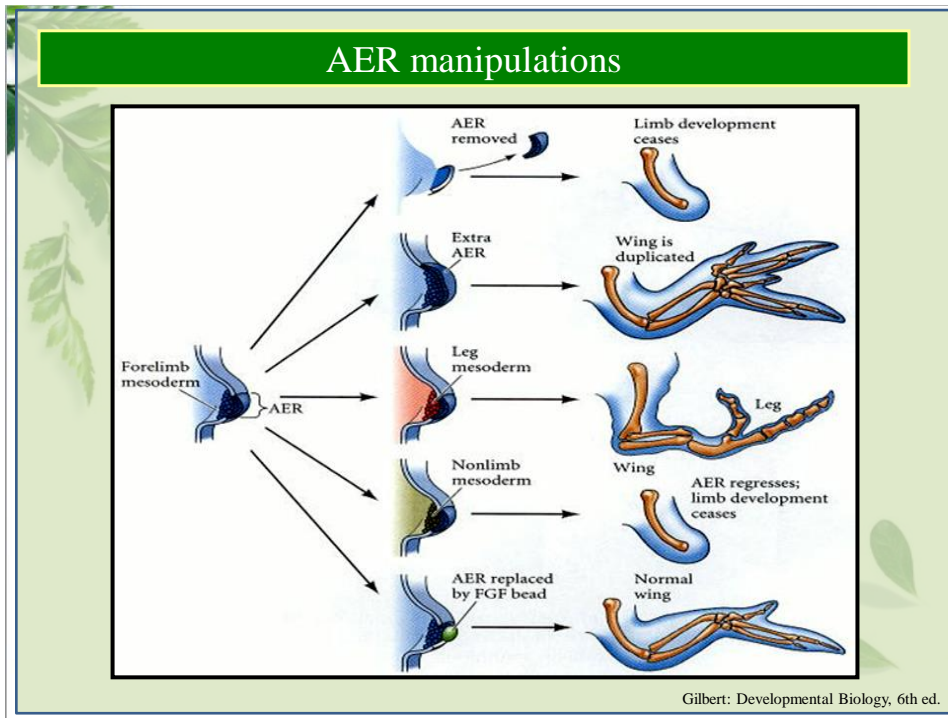 AER manipulations
AER
removed
Limb development
ceases
Extra
AER
Wing is
duplicated
Forelimb
mesoderm
AER
Leg
mesoderm
Leg
Wing
Nonlimb
mesoderm
AER regresses;
limb development
ceases
AER replaced
by FGF bead
Normal
wing
Gilbert: Developmental Biology, 6th ed.